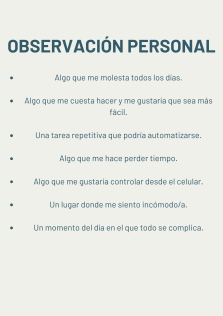 OBSERVACIÓN PERSONAL
• Algo que me molesta todos los días.
• Algo que me cuesta hacer y me gustaría que sea más
fácil.
• Una tarea repetitiva que podría automatizarse.
• Algo que me hace perder tiempo.
• Algo que me gustaría controlar desde el celular.
• Un lugar donde me siento incómodo/a.
• Un momento del día en el que todo se complica.